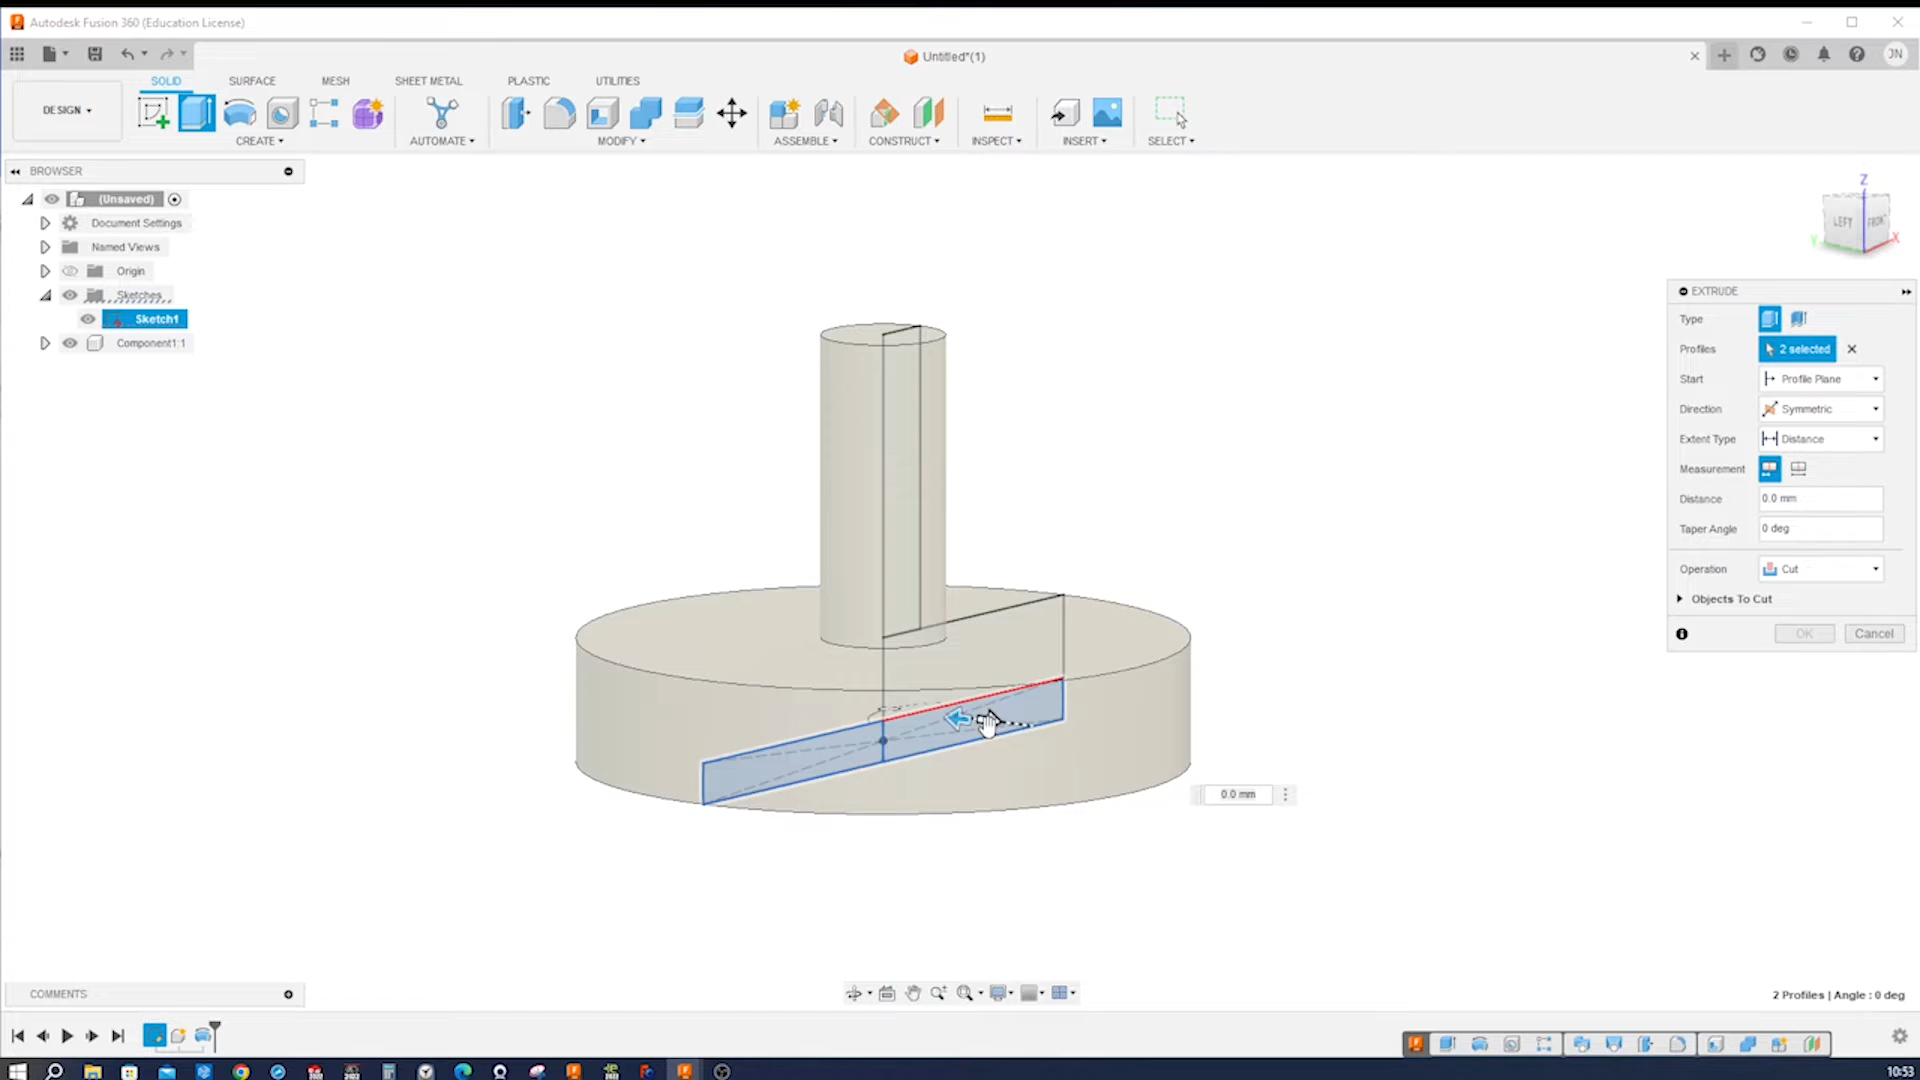 Autodesk Fusion 360 (Education License)
Untitled*(1)
JN
SOLID SURFACE MESH SHEET METAL PLASTIC UTILITIES
DESIGN
CREATE AUTOMATE MODIFY ASSEMBLE CONSTRUCT INSPECT INSERT SELECT
BROWSER
(Unsaved)
Document Settings
Named Views
Origin
Sketches
Sketch1
Component1:1
Z
LEFT FRONT
Y X
EXTRUDE
Type
Profiles 2 selected
Start Profile Plane
Direction Symmetric
Extent Type Distance
Measurement
Distance 0.0 mm
Taper Angle 0 deg
Operation Cut
Objects To Cut
OK Cancel
0.0 mm
COMMENTS
2 Profiles | Angle : 0 deg
10:53